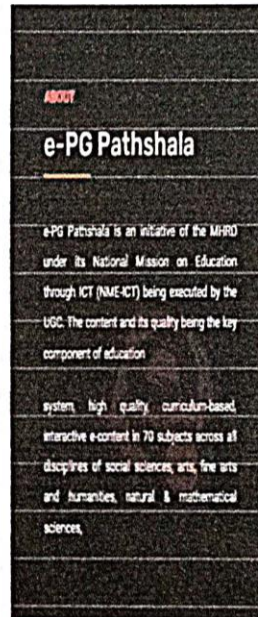 ABOUT
e-PG Pathshala
e-PG Pathshala is an initiative of the MHRD
under its National Mission on Education
through ICT (NME-ICT) being executed by the
UGC. The content and its quality being the key
component of education
system, high quality, curriculum-based,
interactive e-content in 70 subjects across all
disciplines of social sciences, arts, fine arts
and humanities, natural & mathematical
sciences,